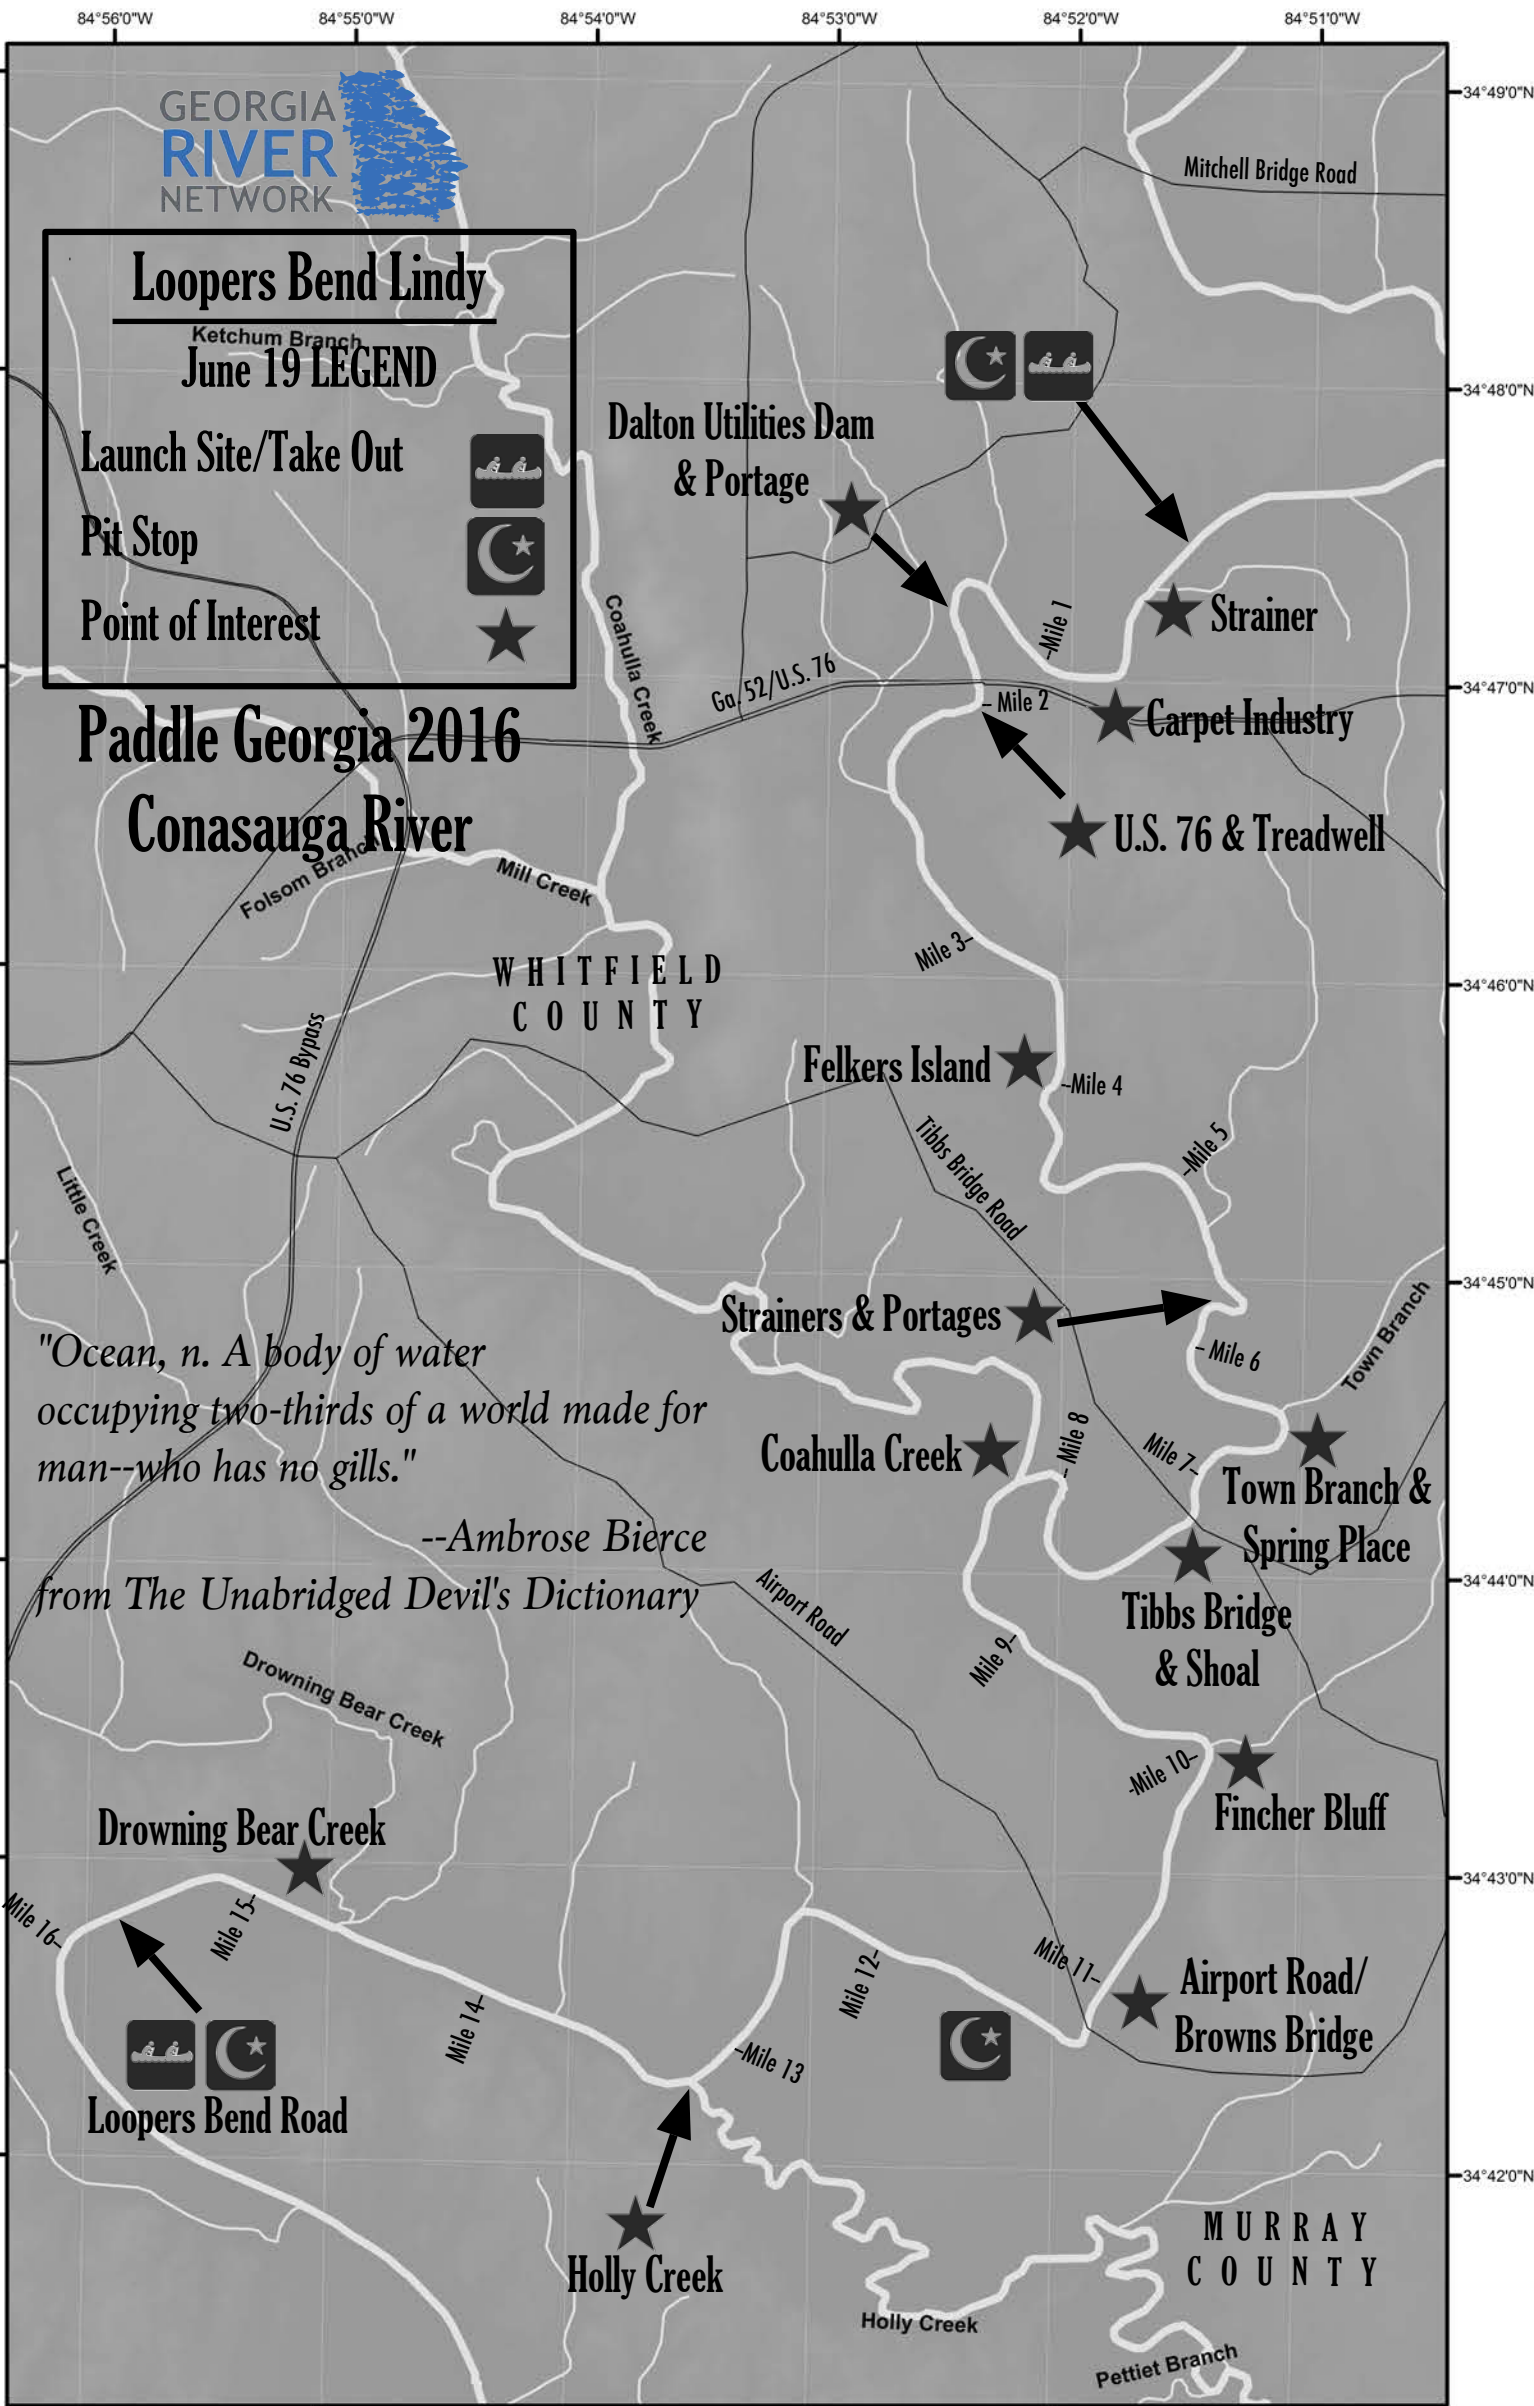 84°56'0"W
84°55'0"W
84°54'0"W
84°53'0"W
84°52'0"W
84°51'0"W
34°49'0"N
34°48'0"N
34°47'0"N
34°46'0"N
34°45'0"N
34°44'0"N
34°43'0"N
34°42'0"N
GEORGIA
RIVER
NETWORK
Loopers Bend Lindy
Ketchum Branch
June 19 LEGEND
Launch Site/Take Out
Pit Stop
Point of Interest
Paddle Georgia 2016
Conasauga River
Mitchell Bridge Road
Dalton Utilities Dam
& Portage
Strainer
-Mile 1
Coahulla Creek
Ga. 52/U.S. 76
- Mile 2
Carpet Industry
U.S. 76 & Treadwell
Folsom Branch
Mill Creek
Mile 3-
WHITFIELD
COUNTY
U.S. 76 Bypass
Felkers Island
-Mile 4
Tibbs Bridge Road
-Mile 5
Little Creek
Strainers & Portages
- Mile 6
Town Branch
"Ocean, n. A body of water
occupying two-thirds of a world made for
man--who has no gills."
--Ambrose Bierce
from The Unabridged Devil's Dictionary
Coahulla Creek
- Mile 8
Mile 7-
Town Branch &
Spring Place
Tibbs Bridge
& Shoal
Airport Road
Mile 9-
Drowning Bear Creek
-Mile 10-
Fincher Bluff
Drowning Bear Creek
Mile 16-
Mile 15-
Mile 14-
Mile 12-
Mile 11-
Airport Road/
Browns Bridge
-Mile 13
Loopers Bend Road
Holly Creek
MURRAY
COUNTY
Holly Creek
Pettiet Branch